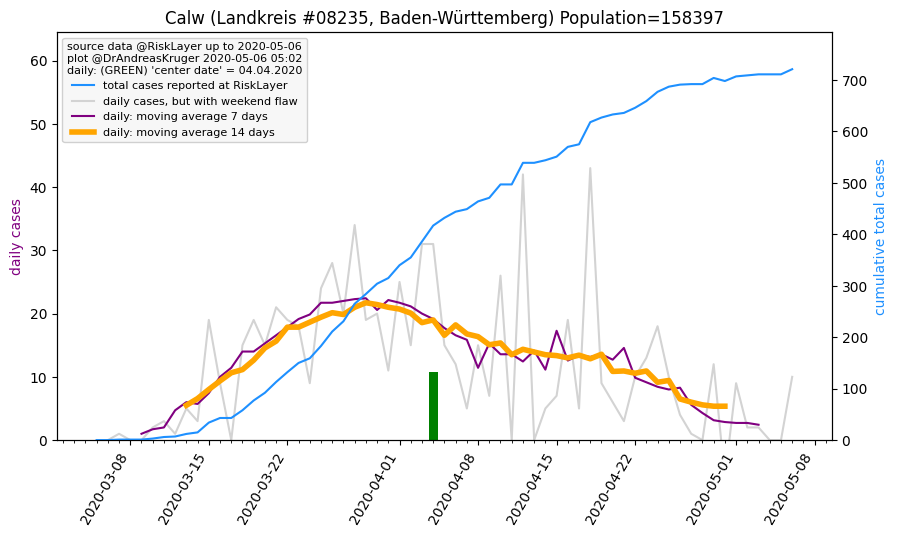 Calw (Landkreis #08235, Baden-Württemberg) Population=158397
source data @RiskLayer up to 2020-05-06
plot @DrAndreasKruger 2020-05-06 05:02
daily: (GREEN) 'center date' = 04.04.2020
total cases reported at RiskLayer
daily cases, but with weekend flaw
daily: moving average 7 days
daily: moving average 14 days
daily cases
60
50
40
30
20
10
0
cumulative total cases
700
600
500
400
300
200
100
0
2020-03-08
2020-03-15
2020-03-22
2020-04-01
2020-04-08
2020-04-15
2020-04-22
2020-05-01
2020-05-08